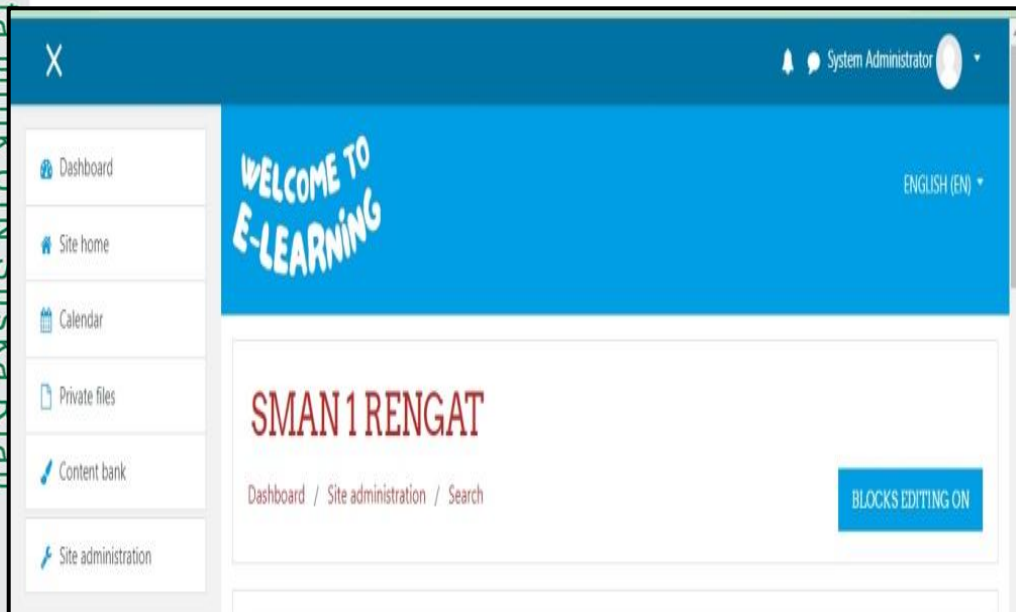 X
System Administrator
Dashboard
Site home
Calendar
Private files
Content bank
Site administration
WELCOME TO
E-LEARNING
ENGLISH (EN)
SMAN 1 RENGAT
Dashboard / Site administration / Search
BLOCKS EDITING ON